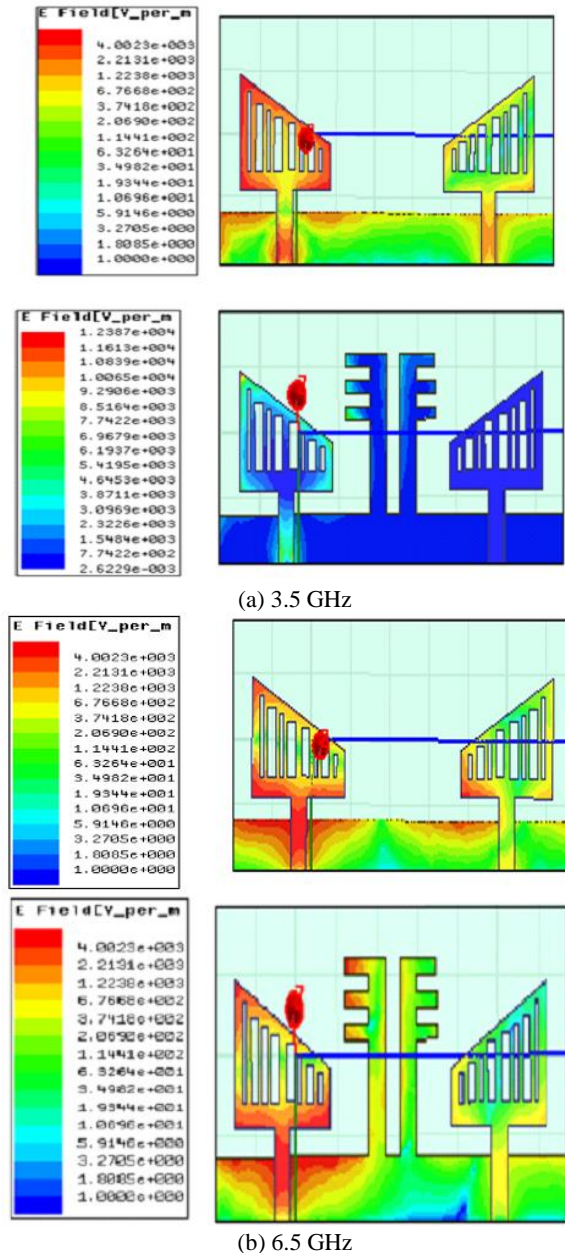 E Field[V_per_m
4.0023e+003
2.2131e+003
1.2238e+003
6.7668e+002
3.7418e+002
2.0690e+002
1.1441e+002
6.3264e+001
3.4982e+001
1.9344e+001
1.0696e+001
5.9146e+000
3.2705e+000
1.8085e+000
1.0000e+000
E Field[V_per_m
1.2387e+004
1.1613e+004
1.0839e+004
1.0065e+004
9.2906e+003
8.5164e+003
7.7422e+003
6.9679e+003
6.1937e+003
5.4195e+003
4.6453e+003
3.8711e+003
3.0969e+003
2.3226e+003
1.5484e+003
7.7422e+002
2.6229e-003
(a) 3.5 GHz
E Field[V_per_m
4.0023e+003
2.2131e+003
1.2238e+003
6.7668e+002
3.7418e+002
2.0690e+002
1.1441e+002
6.3264e+001
3.4982e+001
1.9344e+001
1.0696e+001
5.9146e+000
3.2705e+000
1.8085e+000
1.0000e+000
E Field[V_per_m
4.0023e+003
2.2131e+003
1.2238e+003
6.7668e+002
3.7418e+002
2.0690e+002
1.1441e+002
6.3264e+001
3.4982e+001
1.9344e+001
1.0696e+001
5.9146e+000
3.2705e+000
1.8085e+000
1.0000e+000
(b) 6.5 GHz